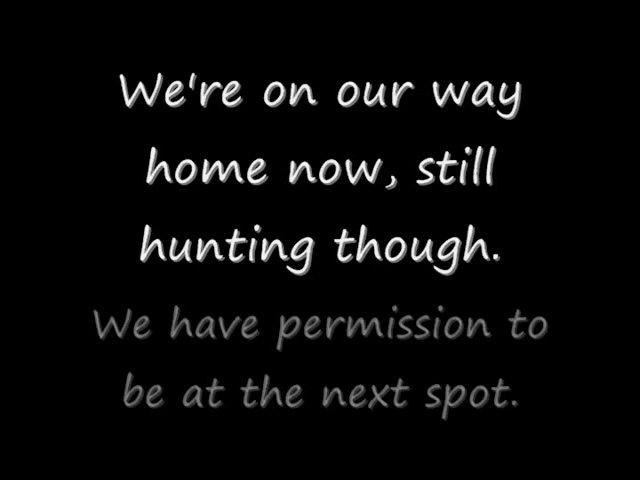 We're on our way
home now, still
hunting though.
We have permission to
be at the next spot.